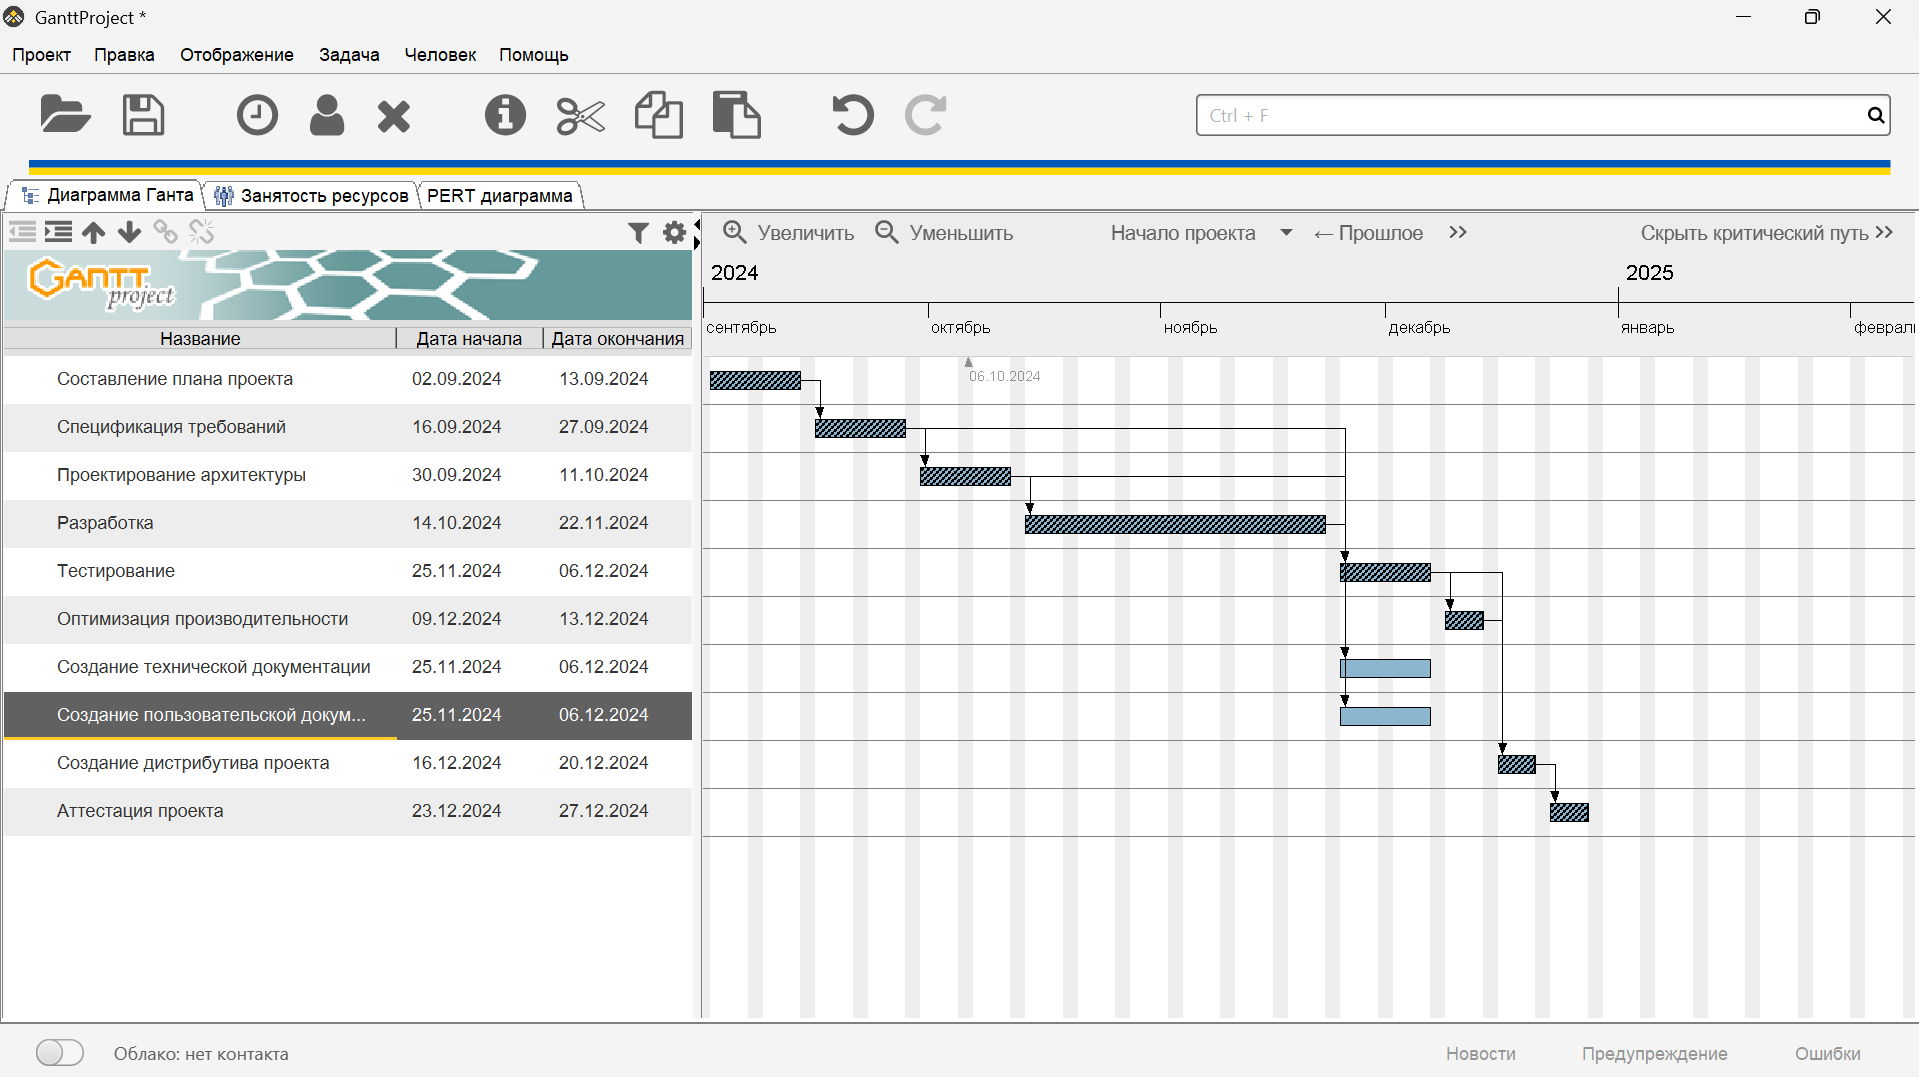 GanttProject *
Проект Правка Отображение Задача Человек Помощь
Ctrl + F
Диаграмма Ганта Занятость ресурсов PERT диаграмма
Увеличить Уменьшить Начало проекта ← Прошлое >> Скрыть критический путь >>
GANTT
project
2024 2025
сентябрь октябрь ноябрь декабрь январь феврал
Название Дата начала Дата окончания
06.10.2024
Составление плана проекта 02.09.2024 13.09.2024
Спецификация требований 16.09.2024 27.09.2024
Проектирование архитектуры 30.09.2024 11.10.2024
Разработка 14.10.2024 22.11.2024
Тестирование 25.11.2024 06.12.2024
Оптимизация производительности 09.12.2024 13.12.2024
Создание технической документации 25.11.2024 06.12.2024
Создание пользовательской докум... 25.11.2024 06.12.2024
Создание дистрибутива проекта 16.12.2024 20.12.2024
Аттестация проекта 23.12.2024 27.12.2024
Облако: нет контакта Новости Предупреждение Ошибки